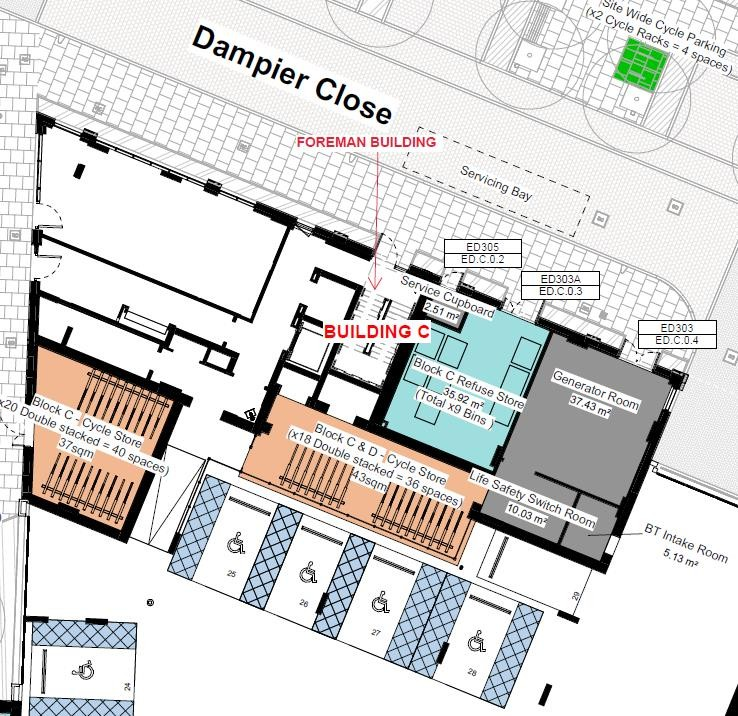 Site Wide Cycle Parking
(x2 Cycle Racks = 4 spaces)
Dampier Close
FOREMAN BUILDING
Servicing Bay
ED305
ED.C.0.2
ED303A
ED.C.0.3
ED303
ED.C.0.4
Service Cupboard
2.51 m²
BUILDING C
Block C Refuse Store
35.92 m²
(Total x9 Bins )
Generator Room
37.43 m²
Block C - Cycle Store
x20 Double stacked = 40 spaces)
37sqm
Block C & D - Cycle Store
(x18 Double stacked = 36 spaces)
43sqm
Life Safety Switch Room
10.03 m²
BT Intake Room
5.13 m²
25
26
27
28
29
24